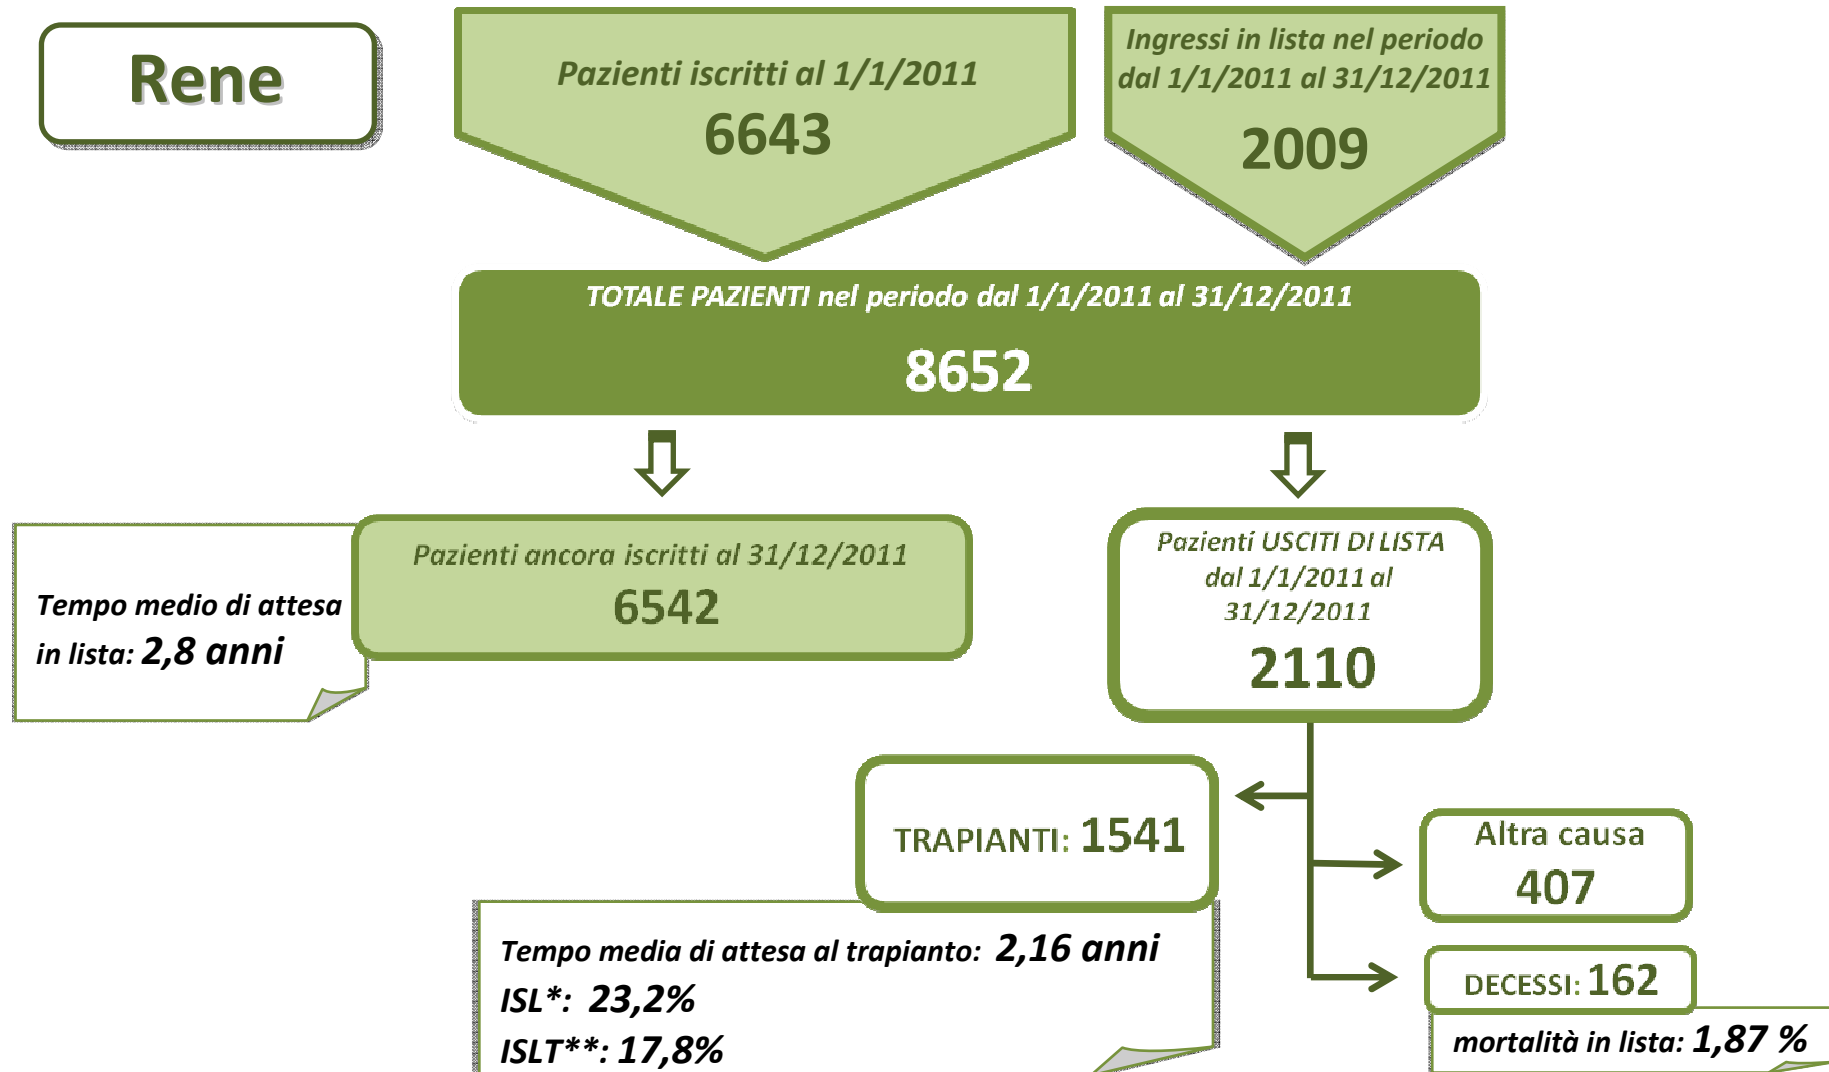 Rene
Pazienti iscritti al 1/1/2011
6643
Ingressi in lista nel periodo
dal 1/1/2011 al 31/12/2011
2009
TOTALE PAZIENTI nel periodo dal 1/1/2011 al 31/12/2011
8652
Tempo medio di attesa
in lista: 2,8 anni
Pazienti ancora iscritti al 31/12/2011
6542
Pazienti USCITI DI LISTA
dal 1/1/2011 al
31/12/2011
2110
TRAPIANTI: 1541
Tempo media di attesa al trapianto: 2,16 anni
ISL*: 23,2%
ISLT**: 17,8%
Altra causa
407
DECESSI: 162
mortalità in lista: 1,87 %